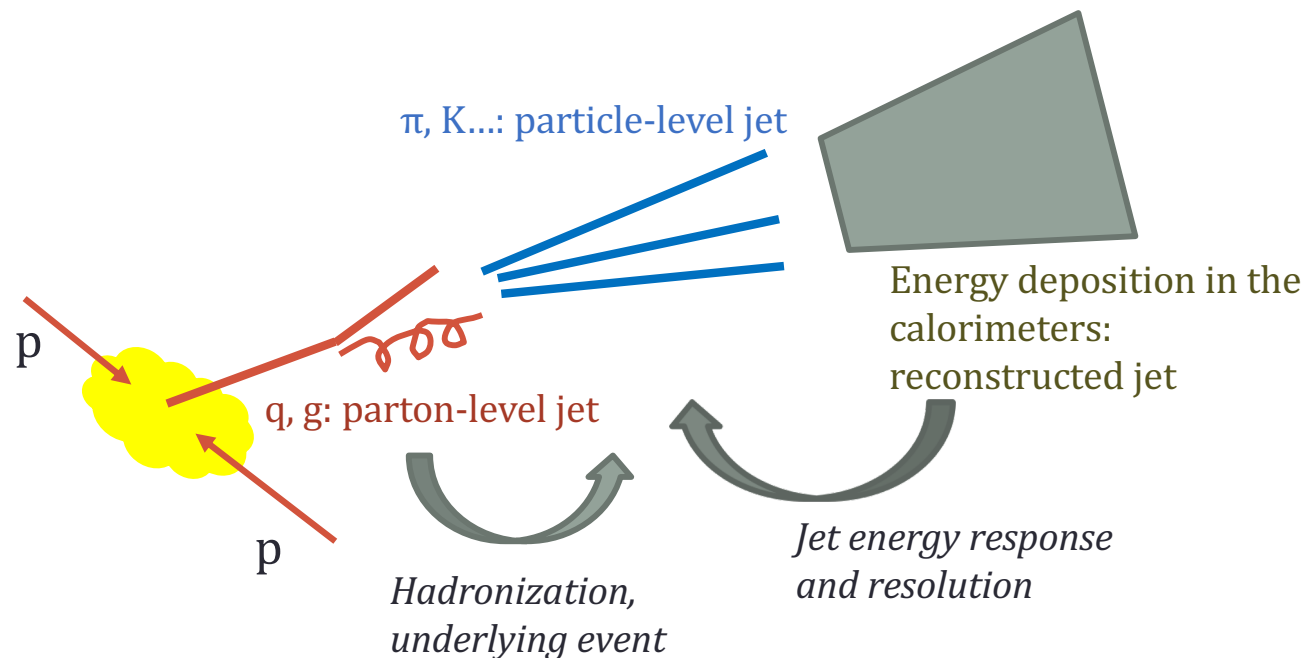 π, K…: particle-level jet
Energy deposition in the
calorimeters:
reconstructed jet
p
q, g: parton-level jet
p
Jet energy response
and resolution
Hadronization,
underlying event